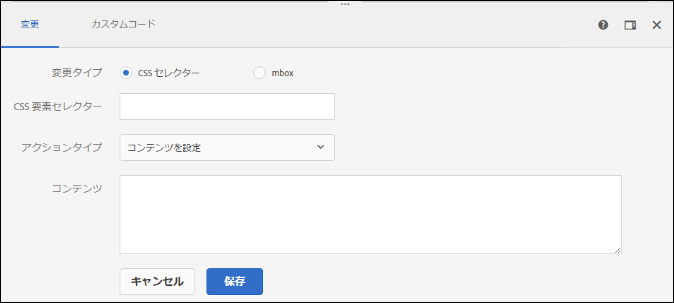 変更 カスタムコード
変更タイプ CSS セレクター mbox
CSS 要素セレクター
アクションタイプ コンテンツを設定
コンテンツ
キャンセル 保存